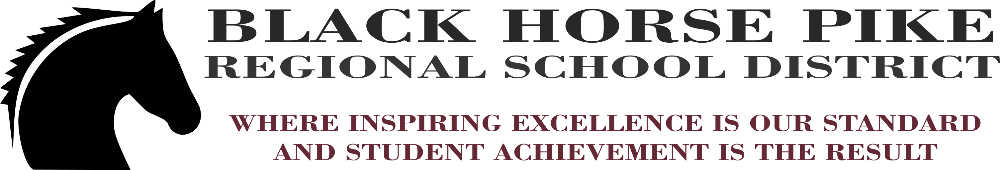 BLACK HORSE PIKE
REGIONAL SCHOOL DISTRICT
WHERE INSPIRING EXCELLENCE IS OUR STANDARD
AND STUDENT ACHIEVEMENT IS THE RESULT